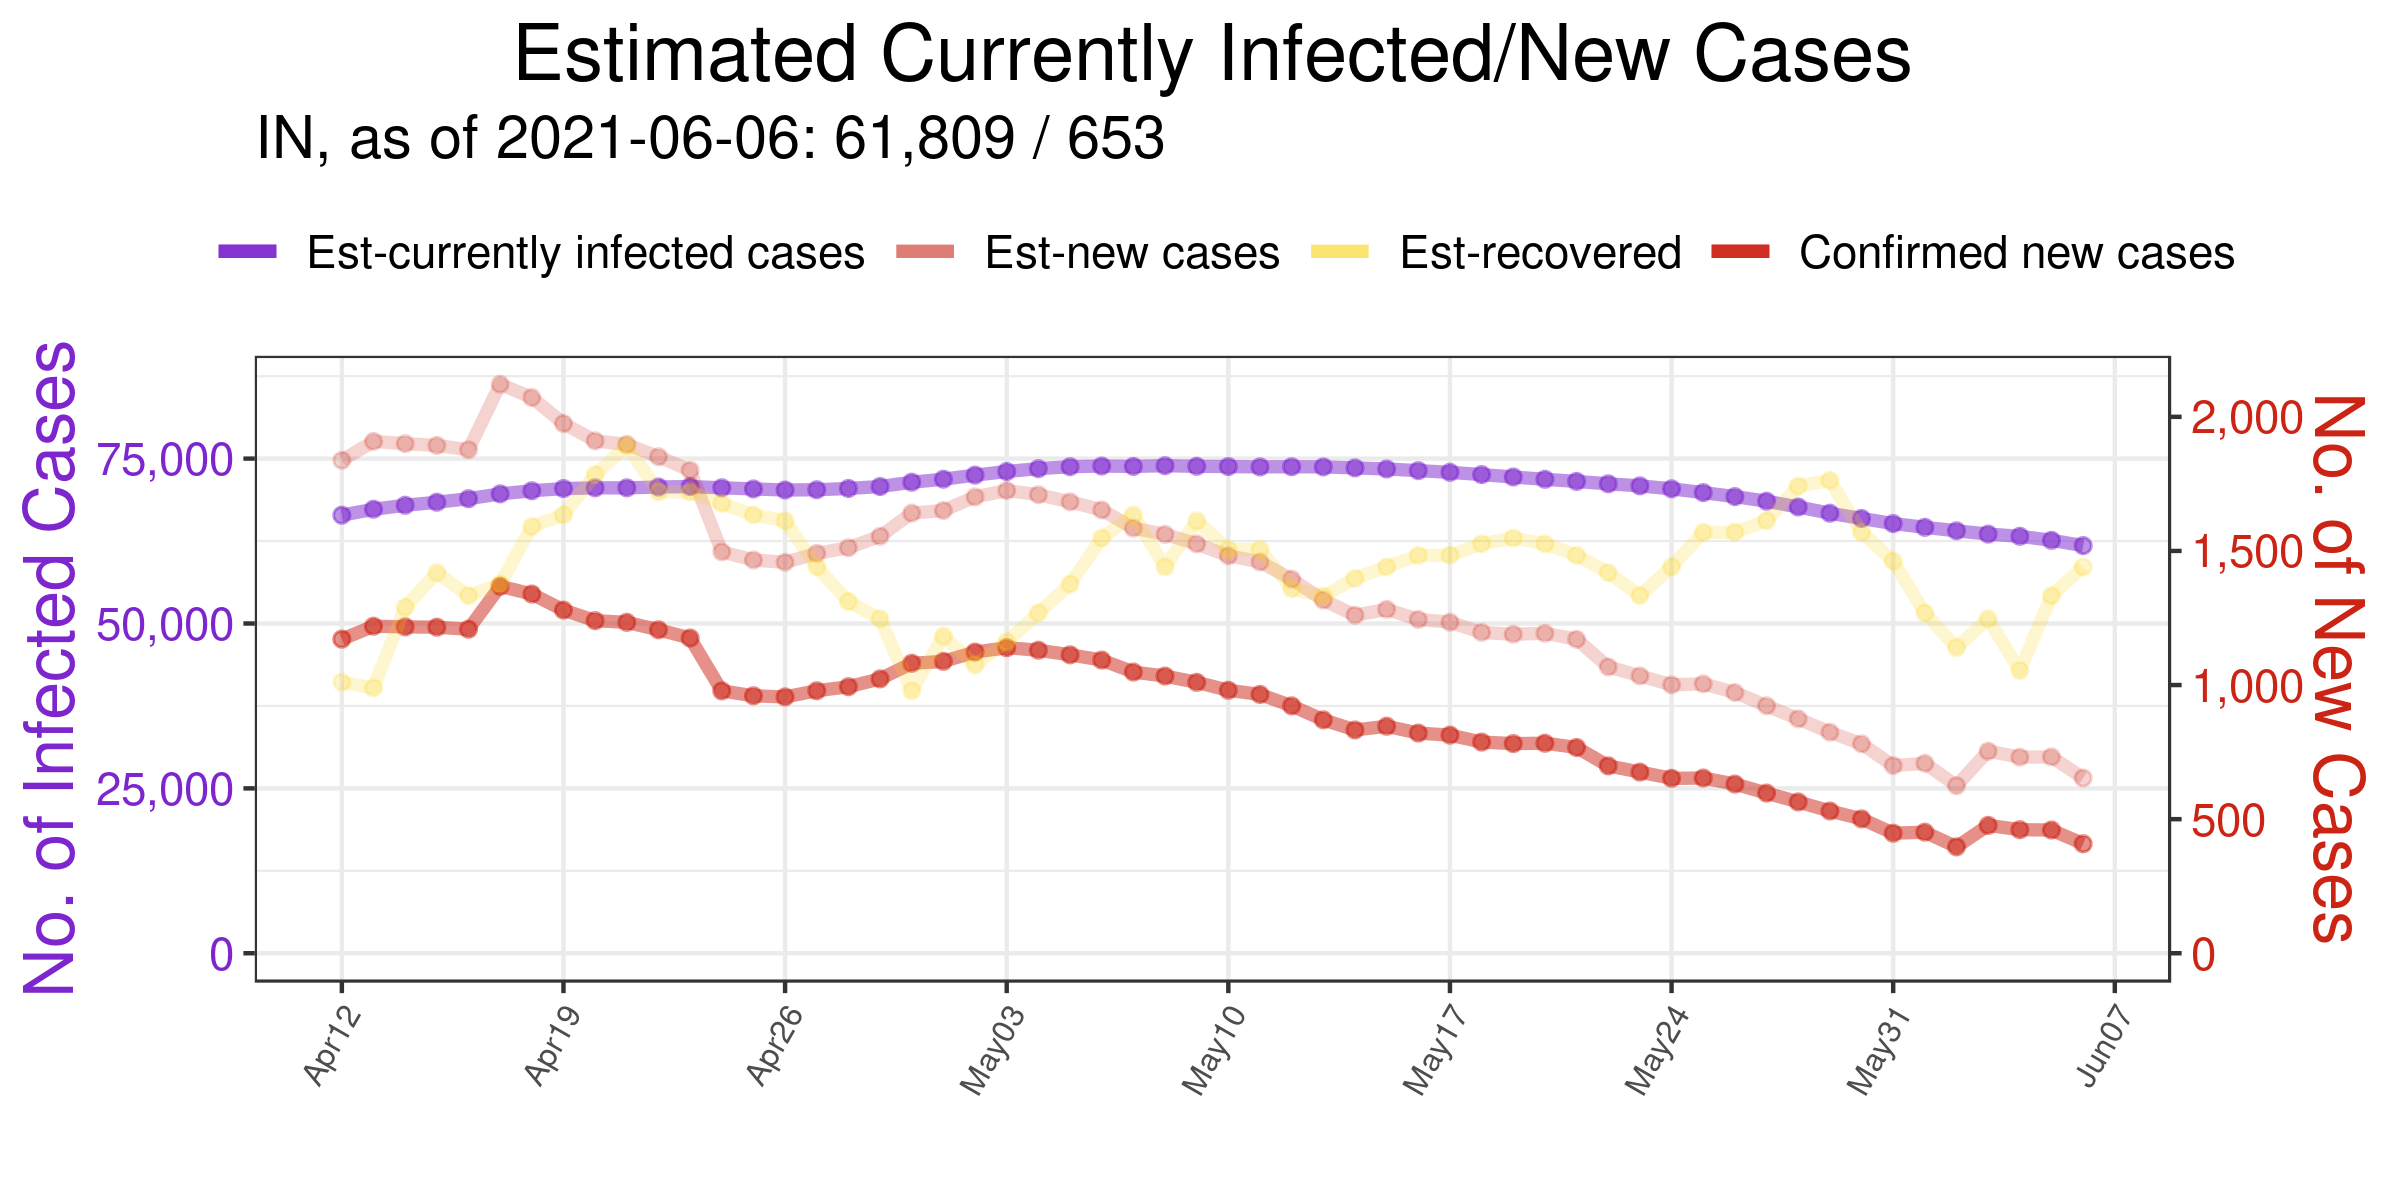 Estimated Currently Infected/New Cases
IN, as of 2021-06-06: 61,809 / 653
Est-currently infected cases Est-new cases Est-recovered Confirmed new cases
No. of Infected Cases
75,000
50,000
25,000
0
2,000
1,500
1,000
500
0
No. of New Cases
Apr12 Apr19 Apr26 May03 May10 May17 May24 May31 Jun07